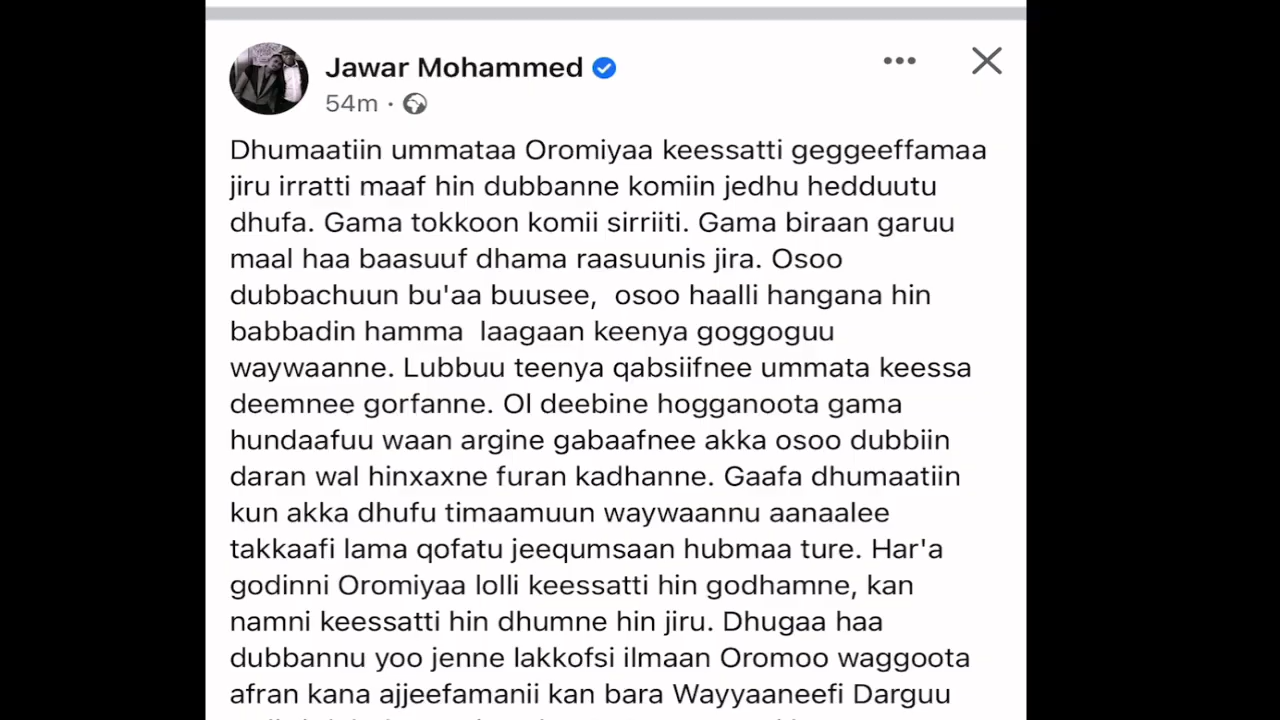 Jawar Mohammed
54m ·
Dhumaatiin ummataa Oromiyaa keessatti geggeeffamaa
jiru irratti maaf hin dubbanne komiin jedhu hedduutu
dhufa. Gama tokkoon komii sirriiti. Gama biraan garuu
maal haa baasuuf dhama raasuunis jira. Osoo
dubbachuun bu'aa buusee,  osoo haalli hangana hin
babbadin hamma  laagaan keenya goggoguu
waywaanne. Lubbuu teenya qabsiifnee ummata keessa
deemnee gorfanne. Ol deebine hogganoota gama
hundaafuu waan argine gabaafnee akka osoo dubbiin
daran wal hinxaxne furan kadhanne. Gaafa dhumaatiin
kun akka dhufu timaamuun waywaannu aanaalee
takkaafi lama qofatu jeequmsaan hubmaa ture. Har'a
godinni Oromiyaa lolli keessatti hin godhamne, kan
namni keessatti hin dhumne hin jiru. Dhugaa haa
dubbannu yoo jenne lakkofsi ilmaan Oromoo waggoota
afran kana ajjeefamanii kan bara Wayyaaneefi Darguu